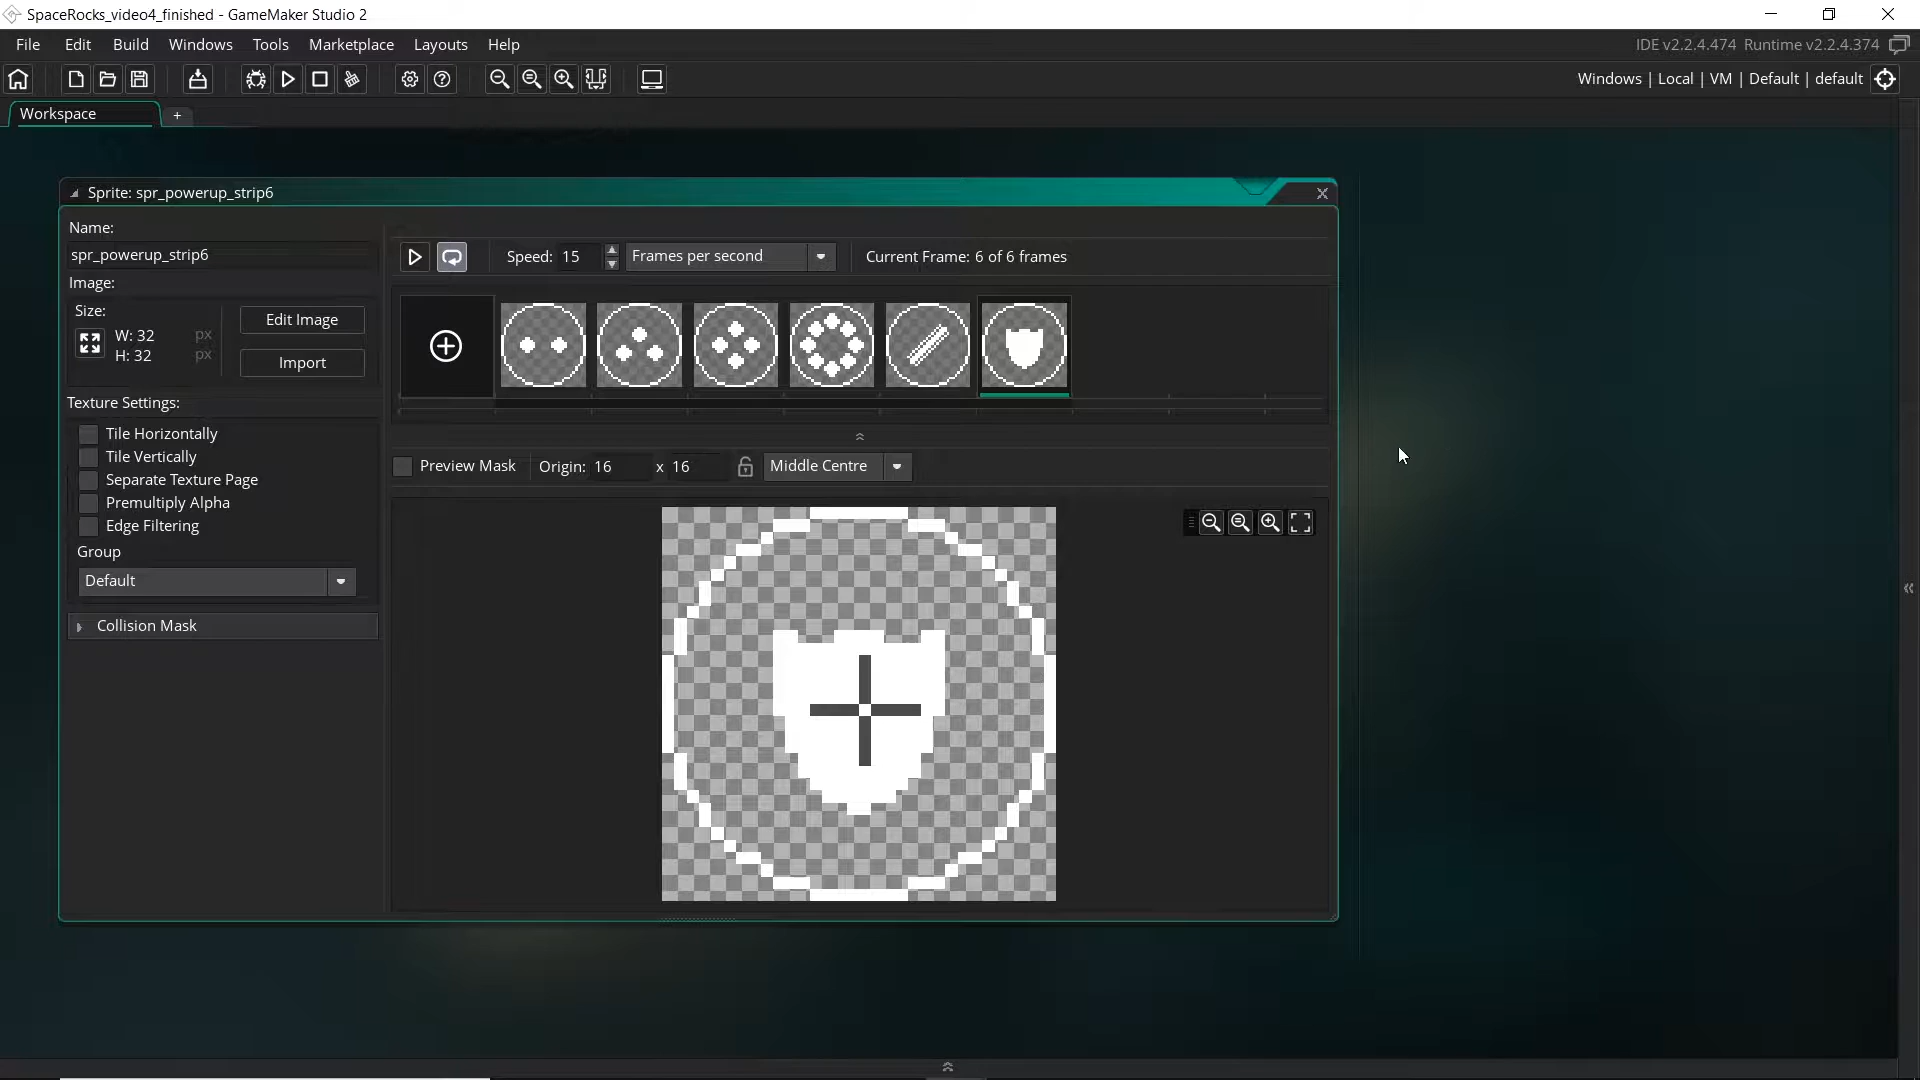 SpaceRocks_video4_finished - GameMaker Studio 2
File Edit Build Windows Tools Marketplace Layouts Help
IDE v2.2.4.474 Runtime v2.2.4.374
Windows | Local | VM | Default | default
Workspace +
Sprite: spr_powerup_strip6
Name:
spr_powerup_strip6
Image:
Size:
W: 32 px
H: 32 px
Edit Image
Import
Texture Settings:
Tile Horizontally
Tile Vertically
Separate Texture Page
Premultiply Alpha
Edge Filtering
Group
Default
Collision Mask
Speed: 15 Frames per second Current Frame: 6 of 6 frames
Preview Mask Origin: 16 x 16 Middle Centre